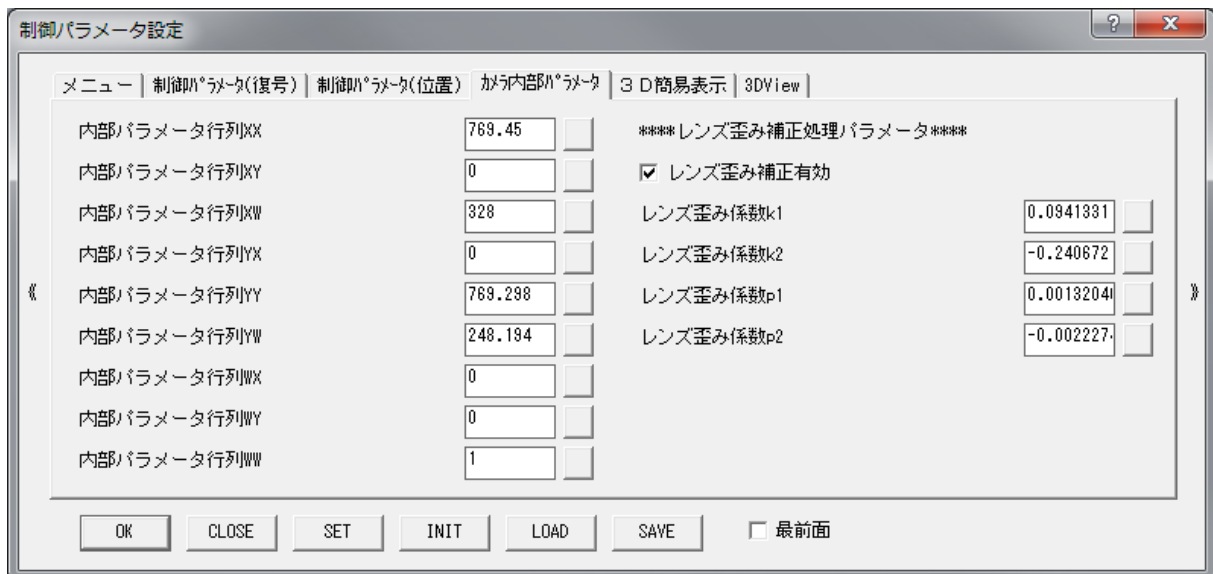 制御パラメータ設定
メニュー 制御ﾊﾟﾗﾒｰﾀ(復号) 制御ﾊﾟﾗﾒｰﾀ(位置) ｶﾒﾗ内部ﾊﾟﾗﾒｰﾀ 3D簡易表示 3DView
内部パラメータ行列XX 769.45 ****レンズ歪み補正処理パラメータ****
内部パラメータ行列XY 0 レンズ歪み補正有効
内部パラメータ行列XW 328 レンズ歪み係数k1 0.0941331
内部パラメータ行列YX 0 レンズ歪み係数k2 -0.240672
内部パラメータ行列YY 769.298 レンズ歪み係数p1 0.0013204
内部パラメータ行列YW 248.194 レンズ歪み係数p2 -0.002227
内部パラメータ行列WX 0
内部パラメータ行列WY 0
内部パラメータ行列WW 1
OK CLOSE SET INIT LOAD SAVE 最前面